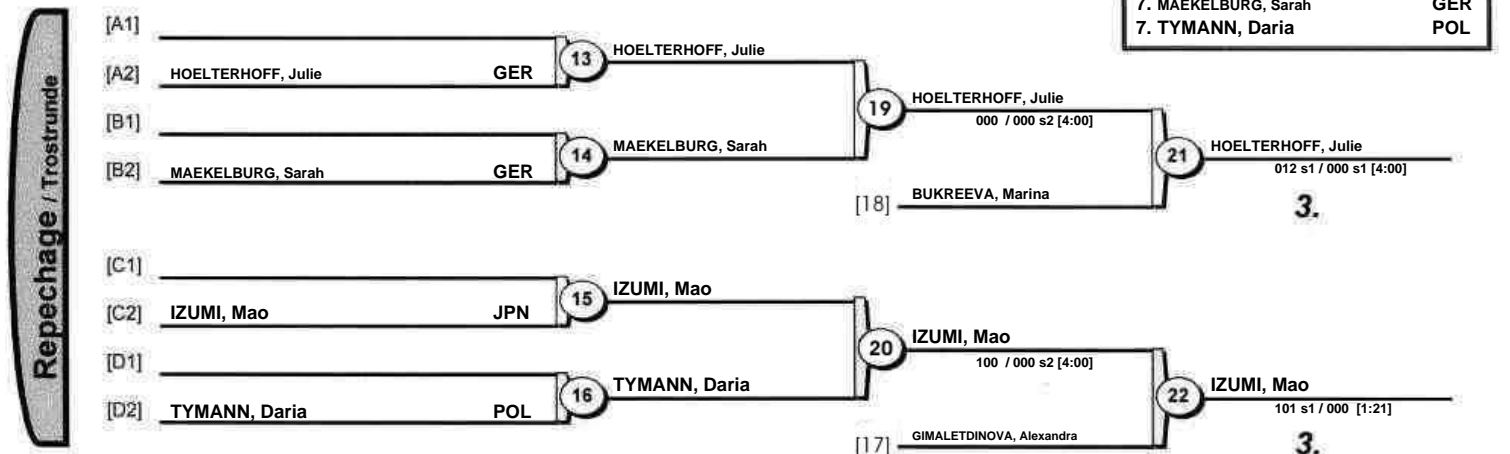 7. MAEKELBURG, Sarah GER
7. TYMANN, Daria POL
Repechage / Trostrunde
[A1]
[A2] HOELTERHOFF, Julie GER
13
HOELTERHOFF, Julie
[B1]
[B2] MAEKELBURG, Sarah GER
14
MAEKELBURG, Sarah
19
HOELTERHOFF, Julie
000 / 000 s2 [4:00]
[18] BUKREEVA, Marina
21
HOELTERHOFF, Julie
012 s1 / 000 s1 [4:00]
3.
[C1]
[C2] IZUMI, Mao JPN
15
IZUMI, Mao
[D1]
[D2] TYMANN, Daria POL
16
TYMANN, Daria
20
IZUMI, Mao
100 / 000 s2 [4:00]
[17] GIMALETDINOVA, Alexandra
22
IZUMI, Mao
101 s1 / 000 [1:21]
3.